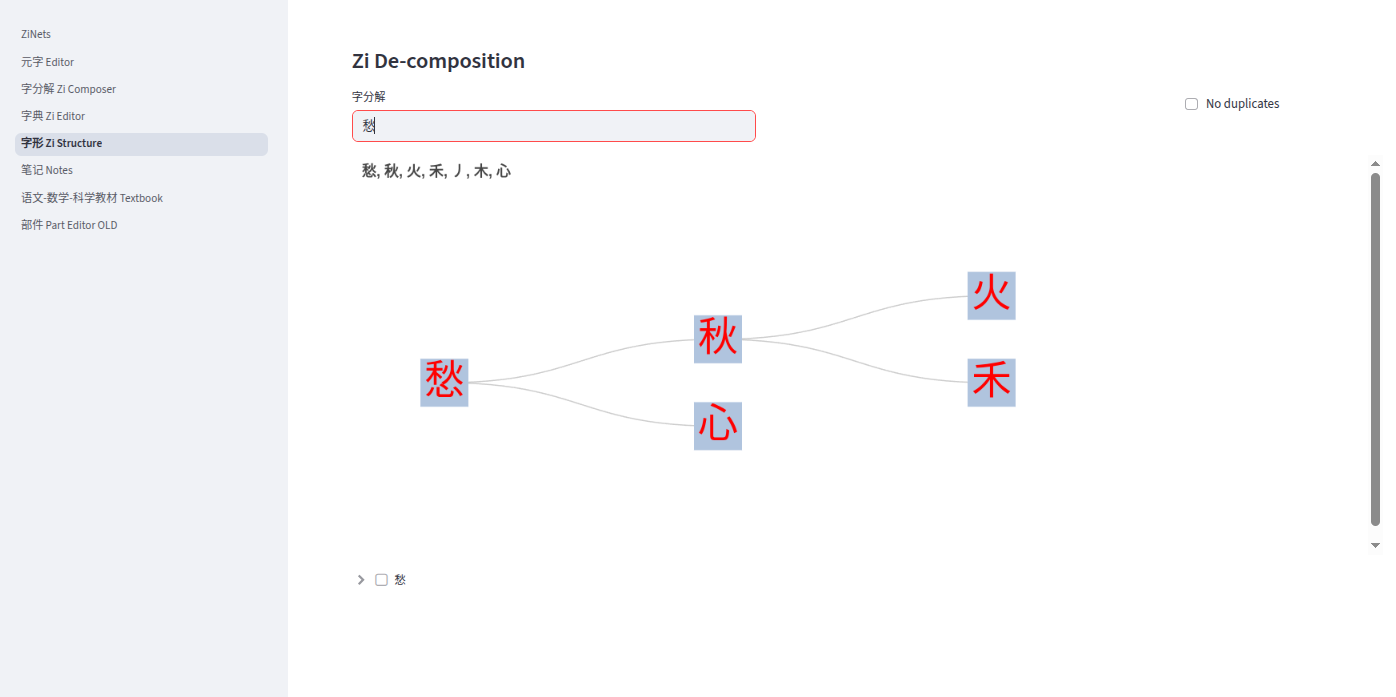 ZiNets
元字 Editor
字分解 Zi Composer
字典 Zi Editor
字形 Zi Structure
笔记 Notes
语文-数学-科学教材 Textbook
部件 Part Editor OLD
Zi De-composition
字分解
No duplicates
愁
愁, 秋, 火, 禾, 丿, 木, 心
火
秋
愁
禾
心
愁